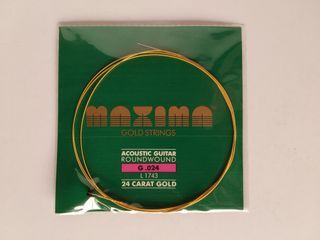 maxima
GOLD STRINGS
ACOUSTIC GUITAR
ROUNDWOUND
G .024
L 1743
24 CARAT GOLD